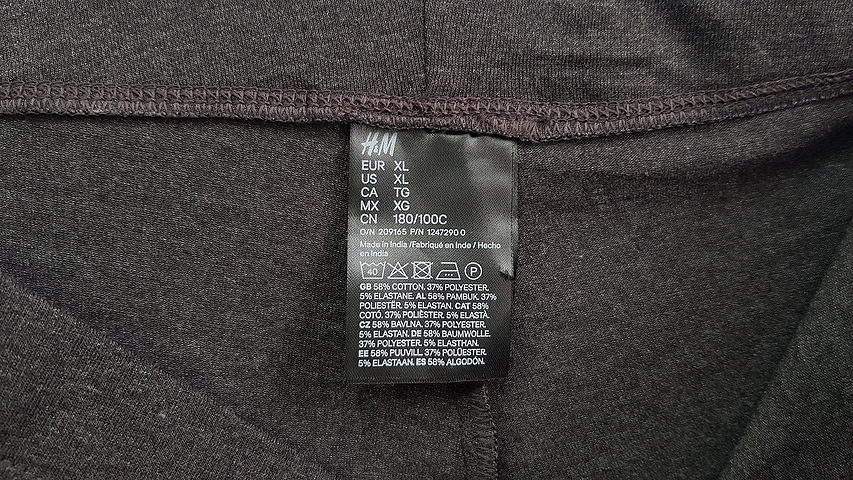 H&M
EUR XL
US XL
CA TG
MX XG
CN 180/100C
O/N 209165 P/N 1247290 0
Made in India /Fabriqué en Inde / Hecho
en India
40 P
GB 58% COTTON. 37% POLYESTER.
5% ELASTANE. AL 58% PAMBUK. 37%
POLIESTËR. 5% ELASTAN. CAT 58%
COTÓ. 37% POLIÈSTER. 5% ELASTÀ.
CZ 58% BAVLNA. 37% POLYESTER.
5% ELASTAN. DE 58% BAUMWOLLE.
37% POLYESTER. 5% ELASTHAN.
EE 58% PUUVILL. 37% POLÜESTER.
5% ELASTAAN. ES 58% ALGODÓN.